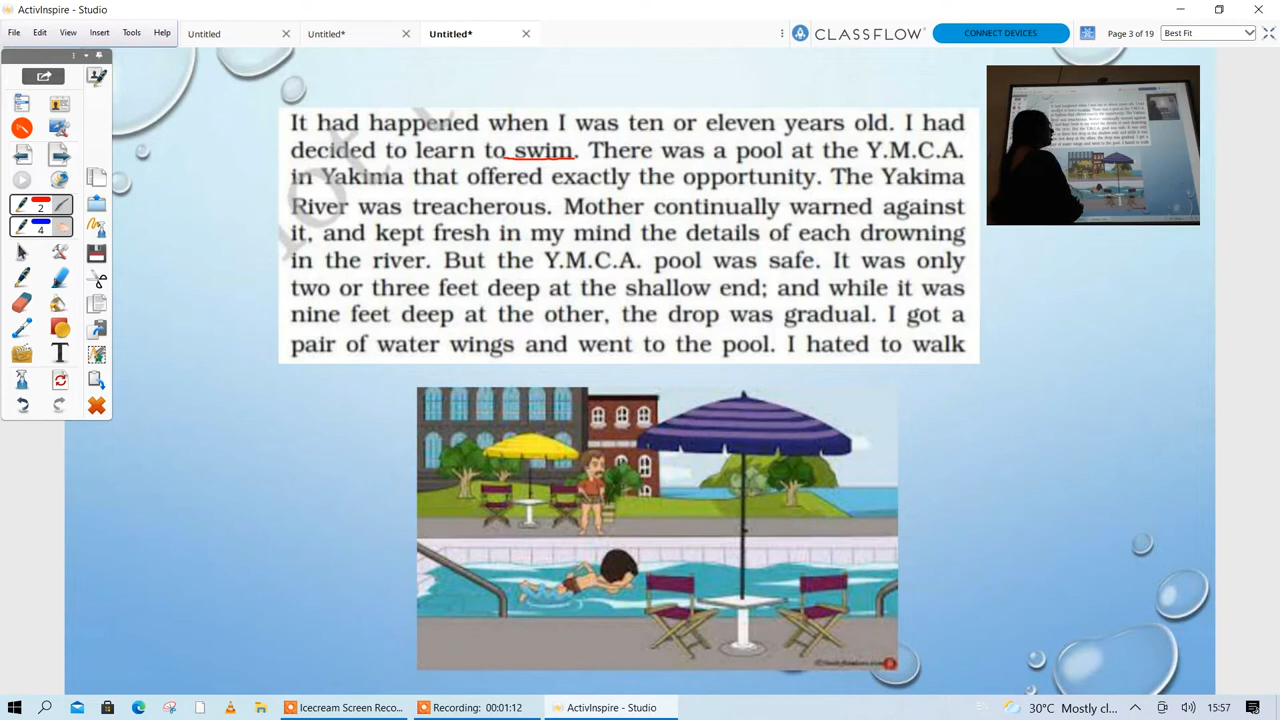 ActivInspire - Studio
File Edit View Insert Tools Help
Untitled
Untitled*
Untitled*
CLASSFLOW
CONNECT DEVICES
Page 3 of 19
Best Fit
2
4
T
It had happened when I was ten or eleven years old. I had
decided to learn to swim. There was a pool at the Y.M.C.A.
in Yakima that offered exactly the opportunity. The Yakima
River was treacherous. Mother continually warned against
it, and kept fresh in my mind the details of each drowning
in the river. But the Y.M.C.A. pool was safe. It was only
two or three feet deep at the shallow end; and while it was
nine feet deep at the other, the drop was gradual. I got a
pair of water wings and went to the pool. I hated to walk
Icecream Screen Reco...
Recording: 00:01:12
ActivInspire - Studio
30°C Mostly cl...
15:57